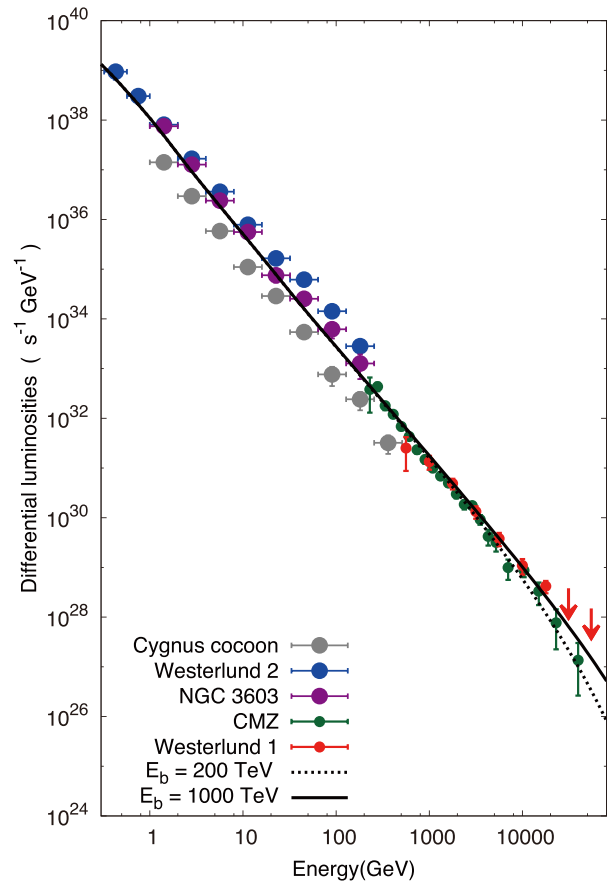 10^40
10^38
10^36
10^34
10^32
10^30
10^28
10^26
10^24
Differential luminosities ( s^-1 GeV^-1)
Cygnus cocoon
Westerlund 2
NGC 3603
CMZ
Westerlund 1
E_b = 200 TeV
E_b = 1000 TeV
1 10 100 1000 10000
Energy(GeV)